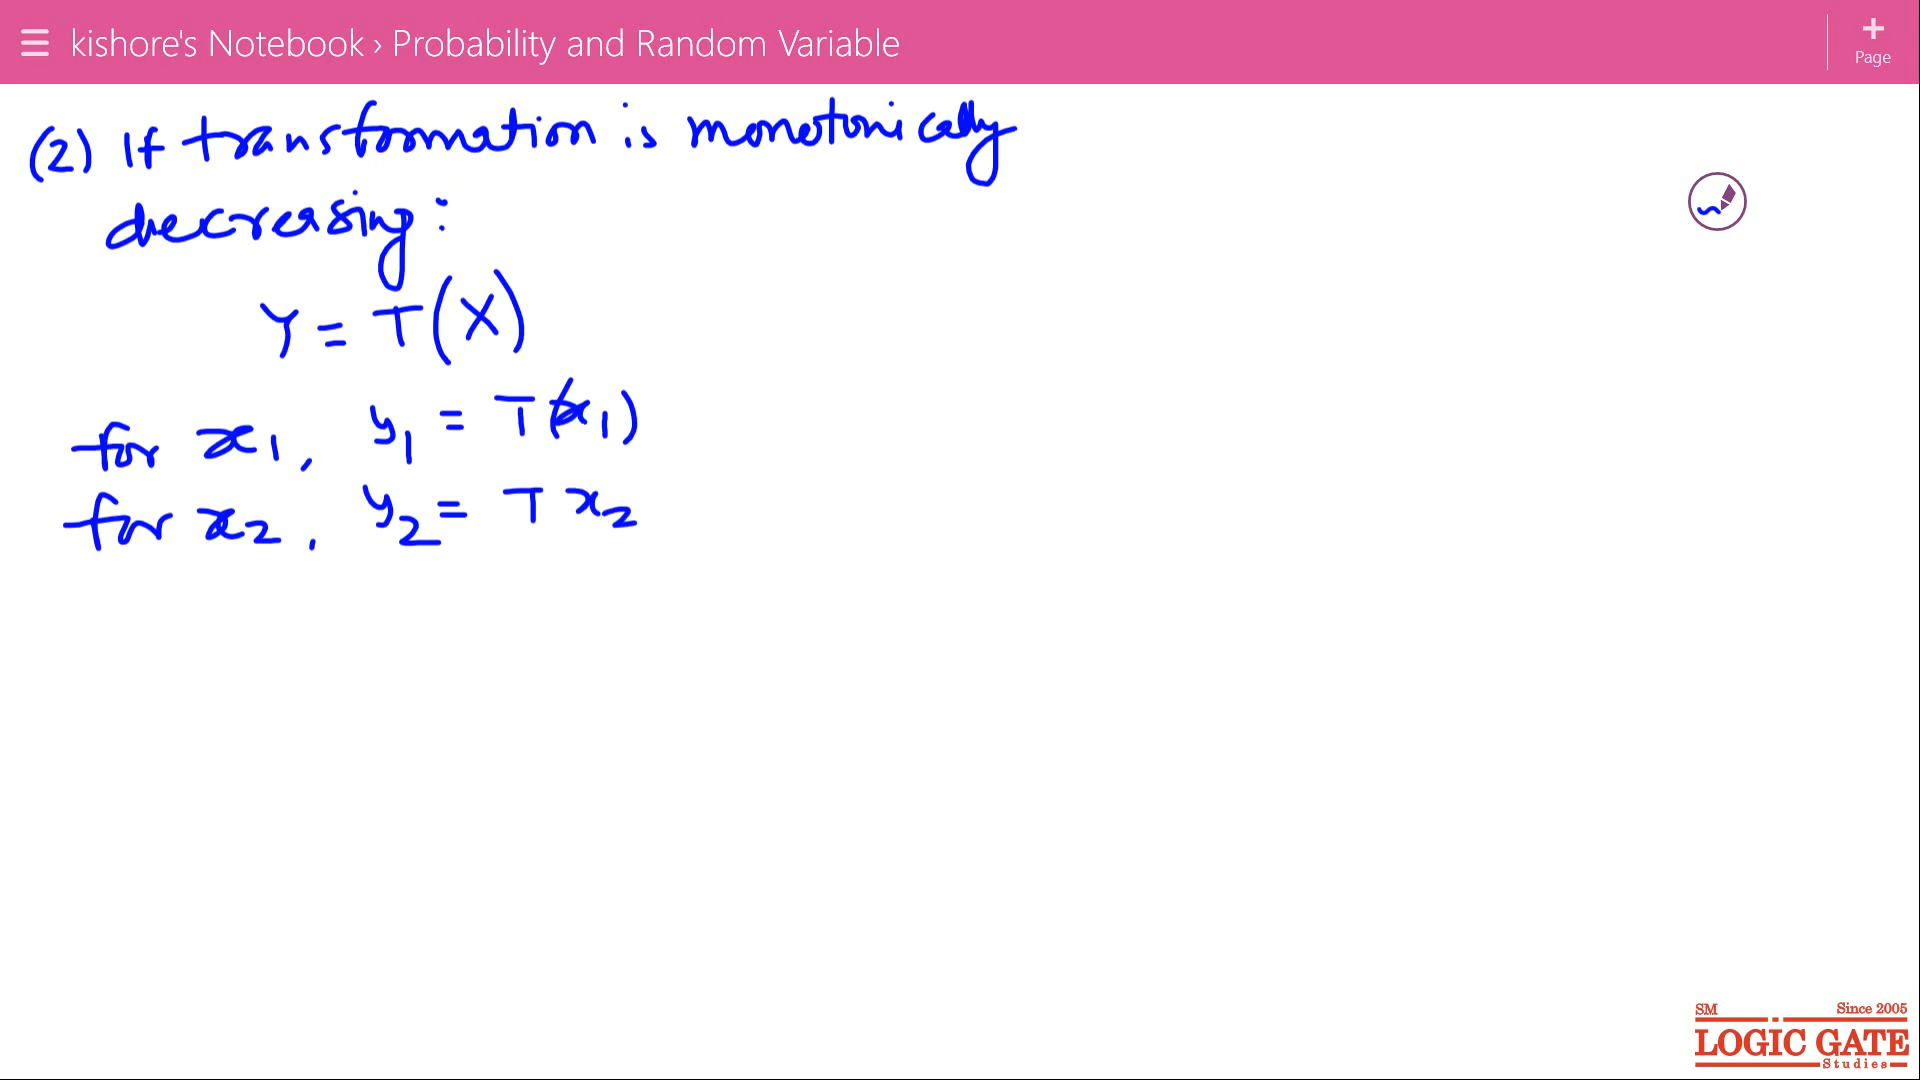 kishore's Notebook › Probability and Random Variable
+
Page
(2) If transformation is monotonically
decreasing:
Y = T(X)
for x1, y1 = T(x1)
for x2, y2 = T x2
SM Since 2005
LOGIC GATE
Studies